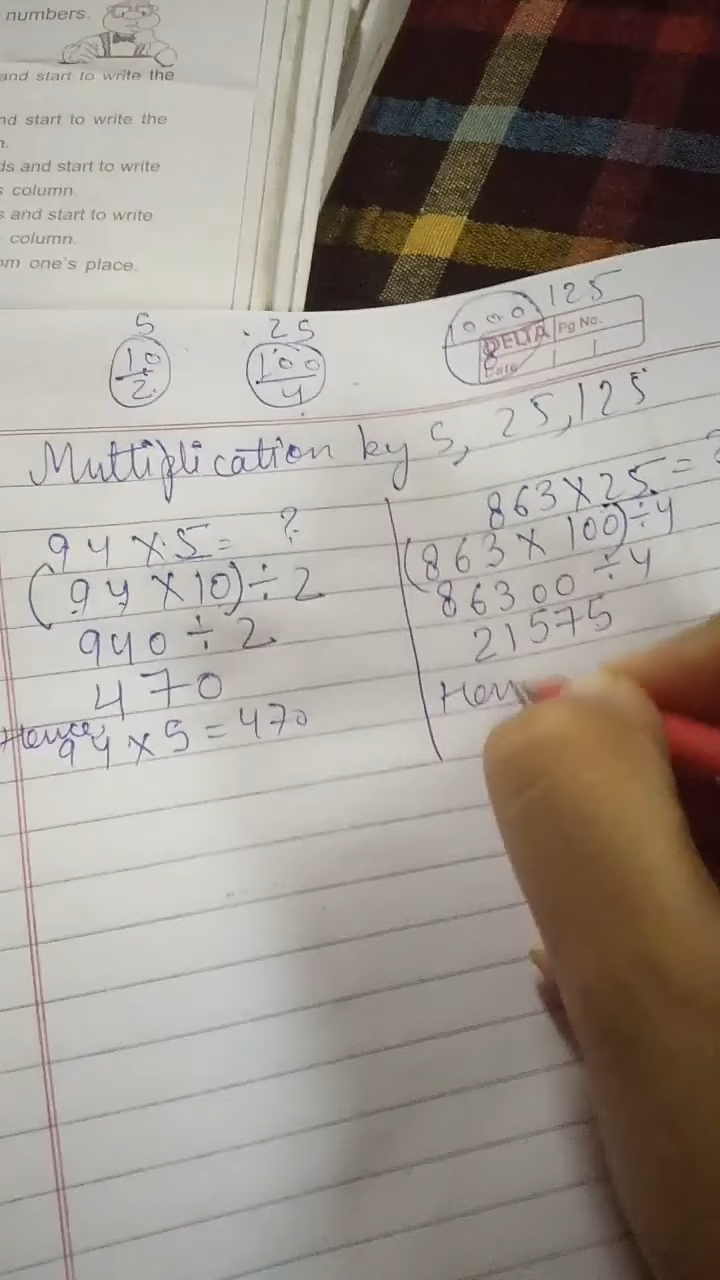 numbers.
and start to write the
nd start to write the
n.
ds and start to write
s column.
s and start to write
column.
om one's place.
5
10
2
25
100
4
125
1000
8
DELTA Pg No.
Date
Multiplication by 5, 25, 125
94 × 5 = ?
(94 × 10) ÷ 2
940 ÷ 2
470
Hence,
94 × 5 = 470
863 × 25 = ?
(863 × 100) ÷ 4
86300 ÷ 4
21575
Hen